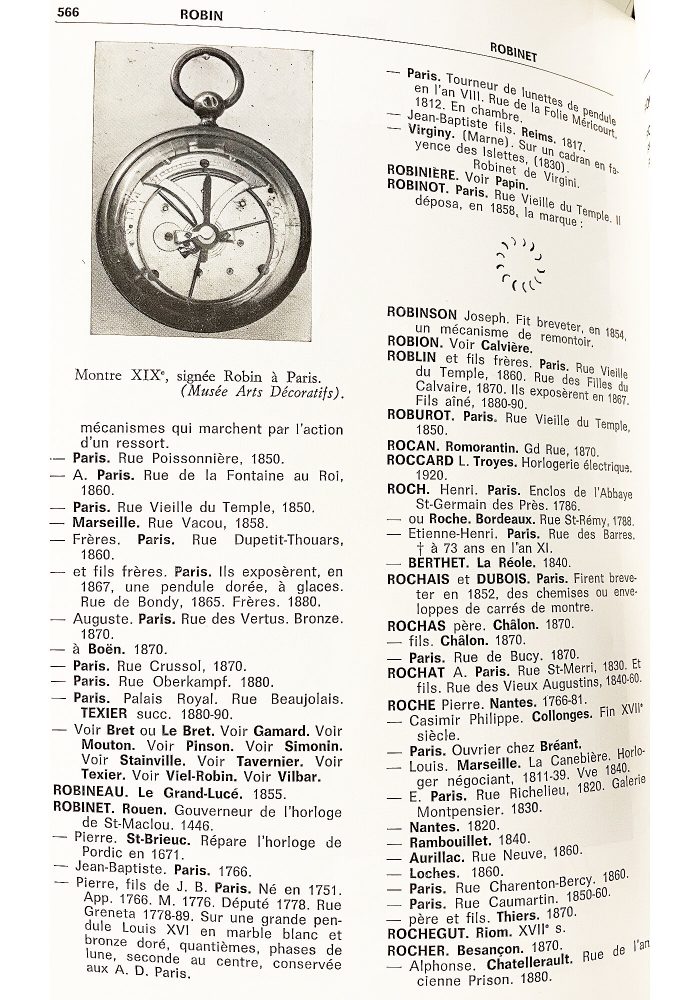 566
ROBIN
ROBINET
Montre XIXe, signée Robin à Paris.
(Musée Arts Décoratifs).
mécanismes qui marchent par l'action
d'un ressort.
— Paris. Rue Poissonnière, 1850.
— A. Paris. Rue de la Fontaine au Roi,
1860.
— Paris. Rue Vieille du Temple, 1850.
— Marseille. Rue Vacou, 1858.
— Frères. Paris. Rue Dupetit-Thouars,
1860.
— et fils frères. Paris. Ils exposèrent, en
1867, une pendule dorée, à glaces.
Rue de Bondy, 1865. Frères. 1880.
— Auguste. Paris. Rue des Vertus. Bronze.
1870.
— à Boën. 1870.
— Paris. Rue Crussol, 1870.
— Paris. Rue Oberkampf. 1880.
— Paris. Palais Royal. Rue Beaujolais.
TEXIER succ. 1880-90.
— Voir Bret ou Le Bret. Voir Gamard. Voir
Mouton. Voir Pinson. Voir Simonin.
Voir Stainville. Voir Tavernier. Voir
Texier. Voir Viel-Robin. Voir Vilbar.
ROBINEAU. Le Grand-Lucé. 1855.
ROBINET. Rouen. Gouverneur de l'horloge
de St-Maclou. 1446.
— Pierre. St-Brieuc. Répare l'horloge de
Pordic en 1671.
— Jean-Baptiste. Paris. 1766.
— Pierre, fils de J. B. Paris. Né en 1751.
App. 1766. M. 1776. Député 1778. Rue
Greneta 1778-89. Sur une grande pen-
dule Louis XVI en marble blanc et
bronze doré, quantièmes, phases de
lune, seconde au centre, conservée
aux A. D. Paris.
— Paris. Tourneur de lunettes de pendule
en l'an VIII. Rue de la Folie Méricourt,
1812. En chambre.
— Jean-Baptiste fils. Reims. 1817.
— Virginy. (Marne). Sur un cadran en fa-
yence des Islettes, (1830).
Robinet de Virgini.
ROBINIÈRE. Voir Papin.
ROBINOT. Paris. Rue Vieille du Temple. Il
déposa, en 1858, la marque :
ROBINSON Joseph. Fit breveter, en 1854,
un mécanisme de remontoir.
ROBION. Voir Calvière.
ROBLIN et fils frères. Paris. Rue Vieille
du Temple, 1860. Rue des Filles du
Calvaire, 1870. Ils exposèrent en 1867.
Fils aîné, 1880-90.
ROBUROT. Paris. Rue Vieille du Temple,
1850.
ROCAN. Romorantin. Gd Rue, 1870.
ROCCARD L. Troyes. Horlogerie électrique.
1920.
ROCH. Henri. Paris. Enclos de l'Abbaye
St-Germain des Près. 1786.
— ou Roche. Bordeaux. Rue St-Rémy, 1788.
— Etienne-Henri. Paris. Rue des Barres.
† à 73 ans en l'an XI.
— BERTHET. La Réole. 1840.
ROCHAIS et DUBOIS. Paris. Firent breve-
ter en 1852, des chemises ou enve-
loppes de carrés de montre.
ROCHAS père. Châlon. 1870.
— fils. Châlon. 1870.
— Paris. Rue de Bucy. 1870.
ROCHAT A. Paris. Rue St-Merri, 1830. Et
fils. Rue des Vieux Augustins, 1840-60.
ROCHE Pierre. Nantes. 1766-81.
— Casimir Philippe. Collonges. Fin XVIIe
siècle.
— Paris. Ouvrier chez Bréant.
— Louis. Marseille. La Canebière. Horlo-
ger négociant, 1811-39. Vve 1840.
— E. Paris. Rue Richelieu, 1820. Galerie
Montpensier. 1830.
— Nantes. 1820.
— Rambouillet. 1840.
— Aurillac. Rue Neuve, 1860.
— Loches. 1860.
— Paris. Rue Charenton-Bercy. 1860.
— Paris. Rue Caumartin. 1850-60.
— père et fils. Thiers. 1870.
ROCHEGUT. Riom. XVIIe s.
ROCHER. Besançon. 1870.
— Alphonse. Chatellerault. Rue de l'an
cienne Prison. 1880.